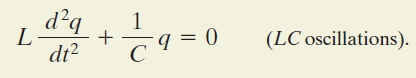 L d²q/dt² + 1/C q = 0 (LC oscillations).